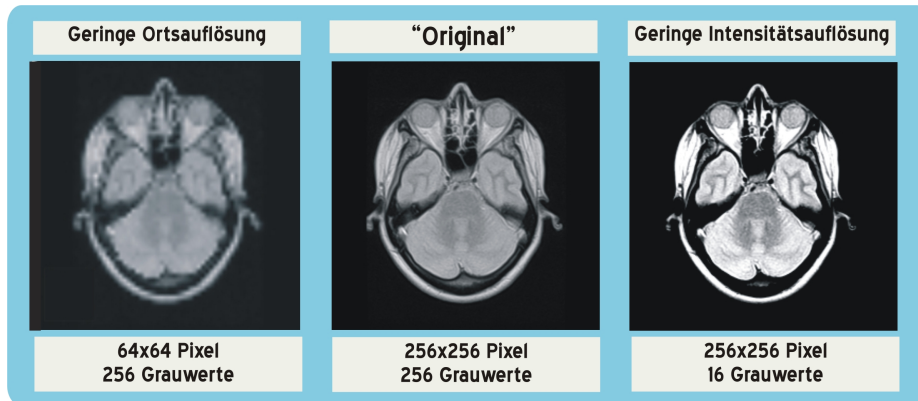 Geringe Ortsauflösung
“Original”
Geringe Intensitätsauflösung
64x64 Pixel
256 Grauwerte
256x256 Pixel
256 Grauwerte
256x256 Pixel
16 Grauwerte